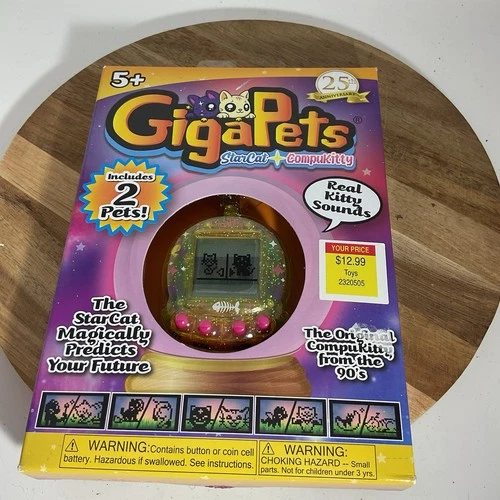 5+
25th
ANNIVERSARY
GigaPets®
StarCat CompuKitty
Includes
2
Pets!
Real
Kitty
Sounds
YOUR PRICE
$12.99
Toys
2320505
The
StarCat
Magically
Predicts
Your Future
The Original
CompuKitty
from the
90's
WARNING: Contains button or coin cell
battery. Hazardous if swallowed. See instructions.
WARNING:
CHOKING HAZARD -- Small
parts. Not for children under 3 yrs.